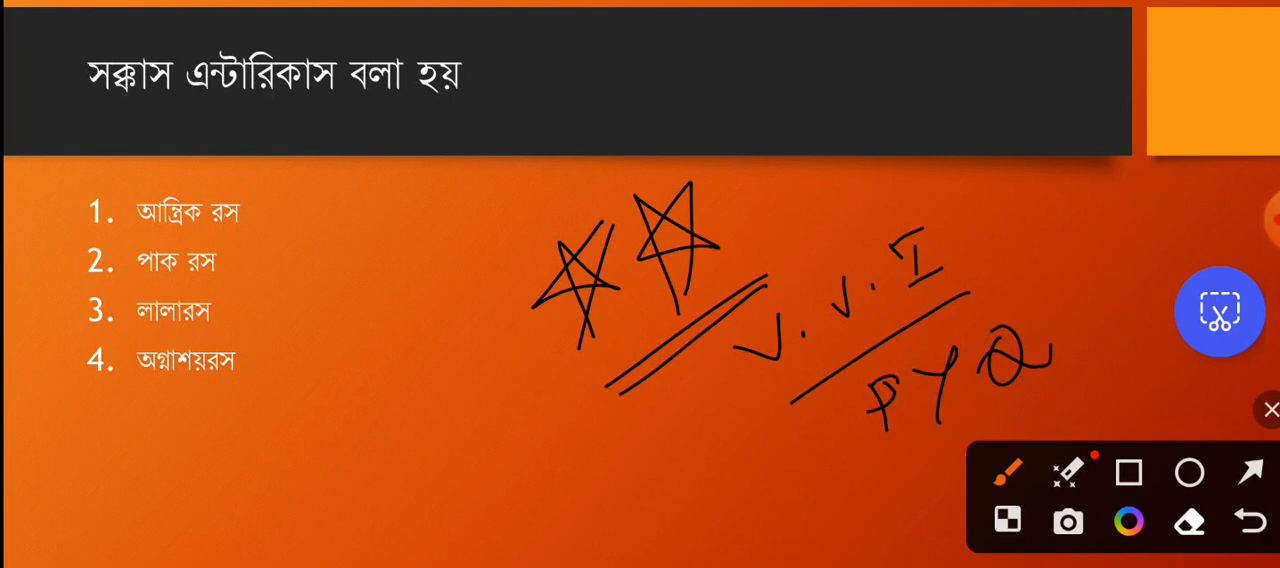 সক্কাস এন্টারিকাস বলা হয়
1. আন্ত্রিক রস
2. পাক রস
3. লালারস
4. অগ্নাশয়রস
V.V.I
PYQ